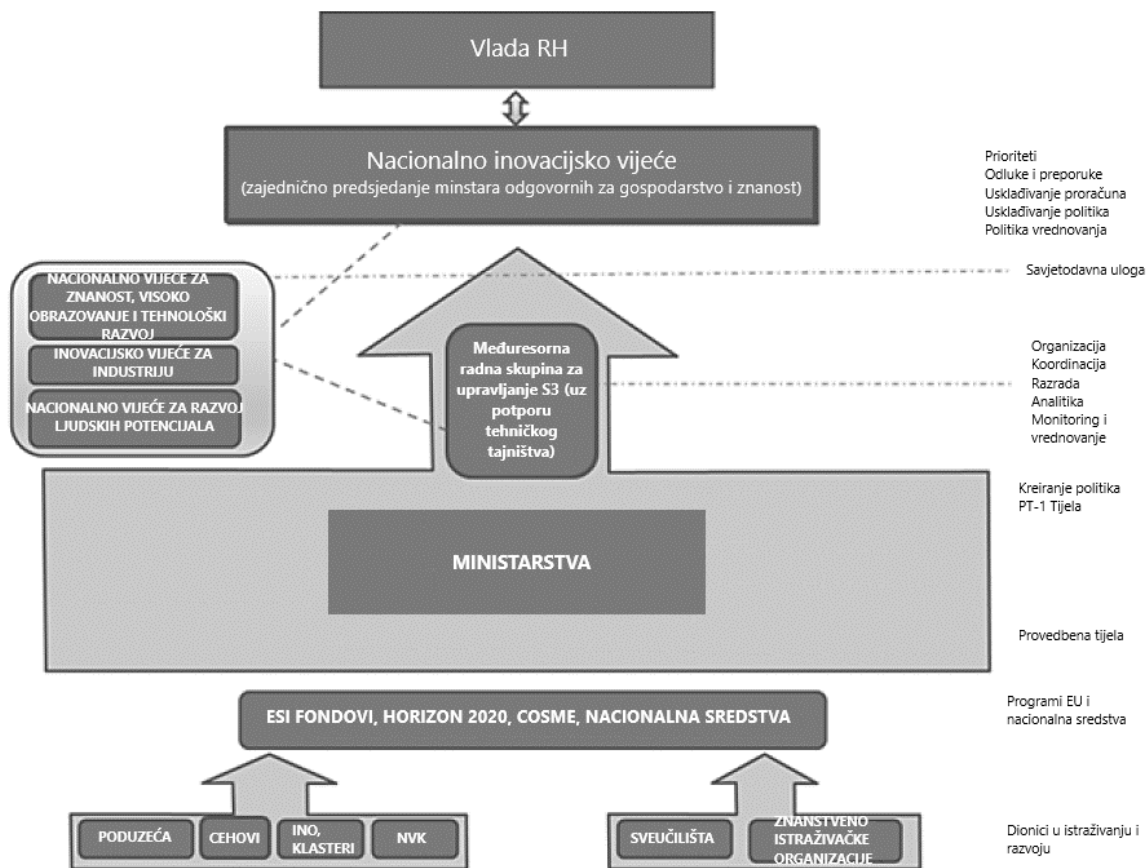 Vlada RH
Nacionalno inovacijsko vijeće
(zajednično predsjedanje minstara odgovornih za gospodarstvo i znanost)
Prioriteti
Odluke i preporuke
Usklađivanje proračuna
Usklađivanje politika
Politika vrednovanja
Savjetodavna uloga
NACIONALNO VIJEĆE ZA
ZNANOST, VISOKO
OBRAZOVANJE I TEHNOLOŠKI
RAZVOJ
INOVACIJSKO VIJEĆE ZA
INDUSTRIJU
NACIONALNO VIJEĆE ZA RAZVOJ
LJUDSKIH POTENCIJALA
Međuresorna
radna skupina za
upravljanje S3 (uz
potporu
tehničkog
tajništva)
Organizacija
Koordinacija
Razrada
Analitika
Monitoring i
vrednovanje
Kreiranje politika
PT-1 Tijela
MINISTARSTVA
Provedbena tijela
ESI FONDOVI, HORIZON 2020, COSME, NACIONALNA SREDSTVA
Programi EU i
nacionalna sredstva
PODUZEĆA
CEHOVI
INO,
KLASTERI
NVK
SVEUČILIŠTA
ZNANSTVENO
ISTRAŽIVAČKE
ORGANIZACIJE
Dionici u istraživanju i
razvoju